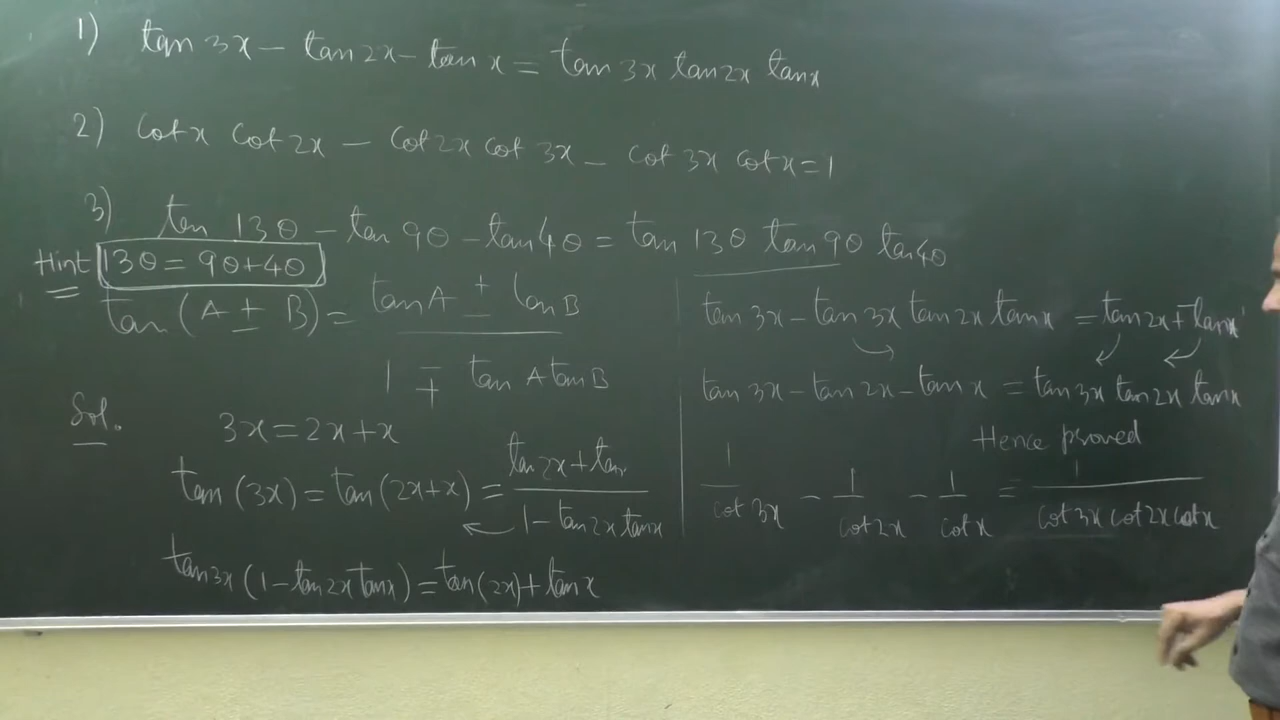 1) tan 3x − tan 2x − tan x = tan 3x tan 2x tan x
2) cot x cot 2x − cot 2x cot 3x − cot 3x cot x = 1
3) tan 13θ − tan 9θ − tan 4θ = tan 13θ tan 9θ tan 4θ
Hint 13θ = 9θ + 4θ
tan (A ± B) = tan A ± tan B
1 ∓ tan A tan B
Sol.
3x = 2x + x
tan (3x) = tan (2x + x) = tan 2x + tan
1 − tan 2x tan x
tan 3x (1 − tan 2x tan x) = tan (2x) + tan x
tan 3x − tan 3x tan 2x tan x = tan 2x + tan x
tan 3x − tan 2x − tan x = tan 3x tan 2x tan x
Hence proved
1/cot 3x − 1/cot 2x − 1/cot x = 1/cot 3x cot 2x cot x